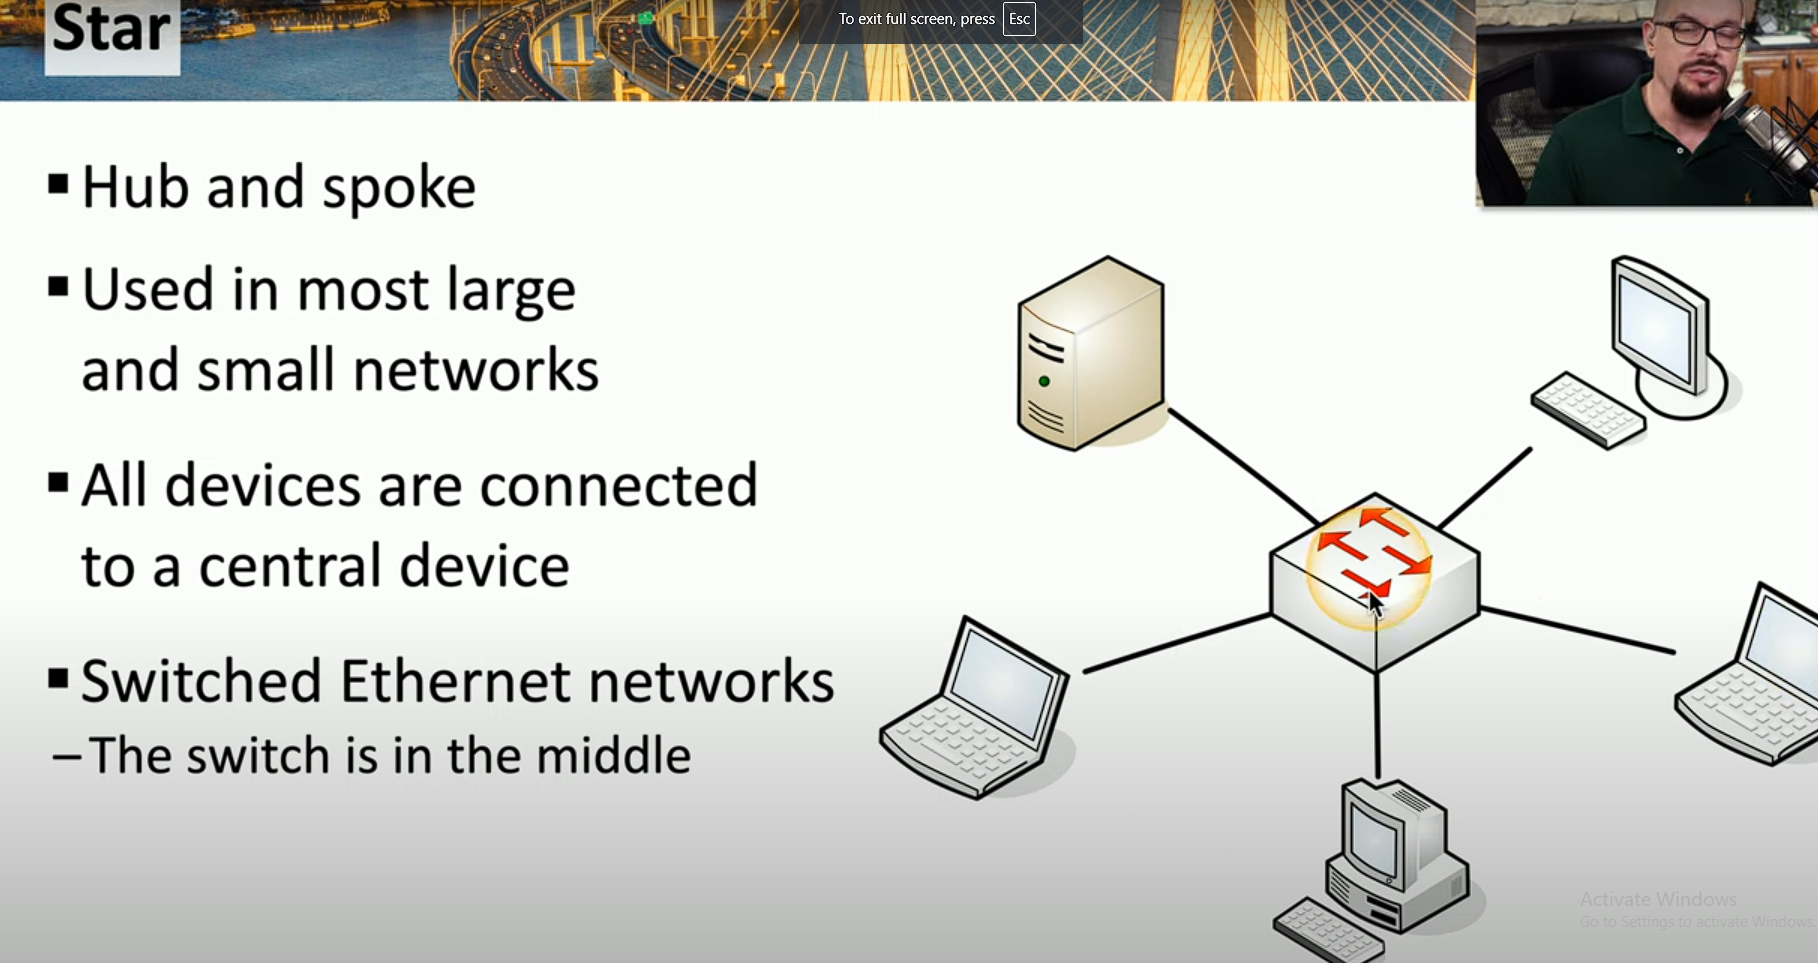 To exit full screen, press Esc
Star
▪ Hub and spoke
▪ Used in most large
and small networks
▪ All devices are connected
to a central device
▪ Switched Ethernet networks
– The switch is in the middle
Activate Windows
Go to Settings to activate Windows.